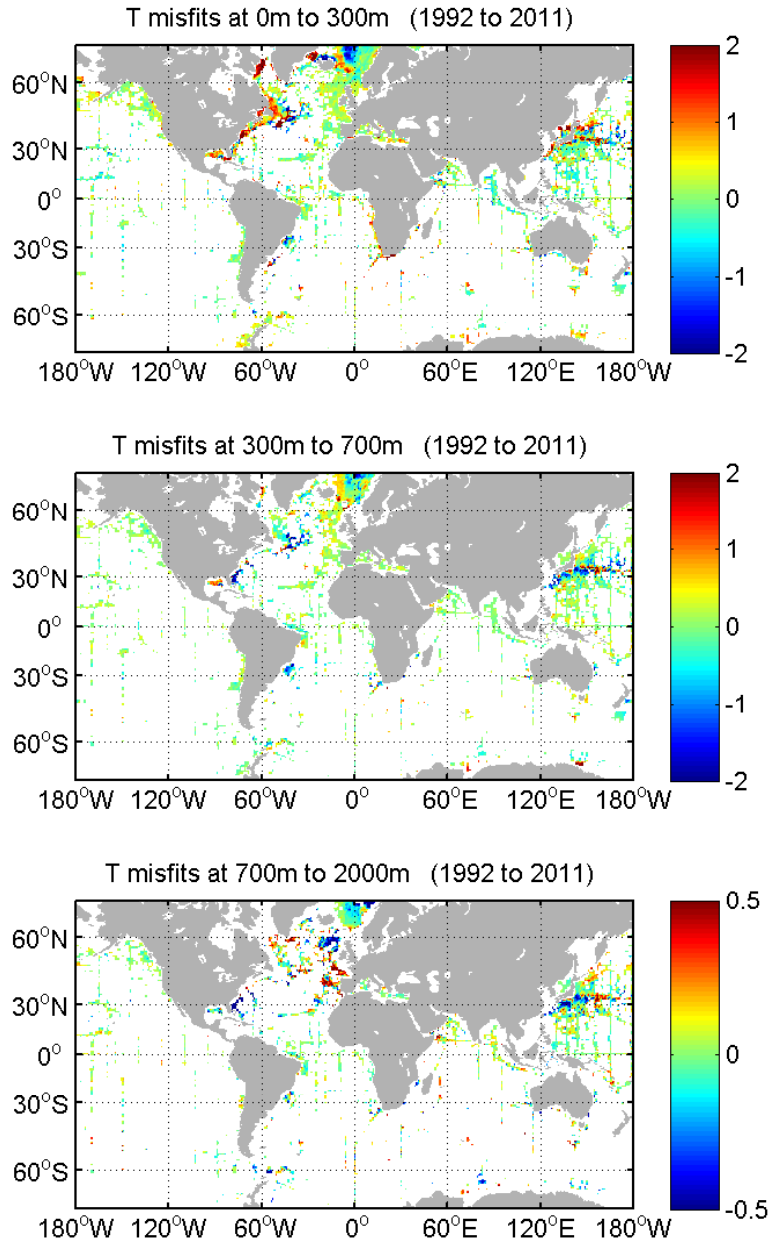 T misfits at 0m to 300m (1992 to 2011)
60°N
30°N
0°
30°S
60°S
180°W 120°W 60°W 0° 60°E 120°E 180°W
2
1
0
-1
-2
T misfits at 300m to 700m (1992 to 2011)
60°N
30°N
0°
30°S
60°S
180°W 120°W 60°W 0° 60°E 120°E 180°W
2
1
0
-1
-2
T misfits at 700m to 2000m (1992 to 2011)
60°N
30°N
0°
30°S
60°S
180°W 120°W 60°W 0° 60°E 120°E 180°W
0.5
0
-0.5